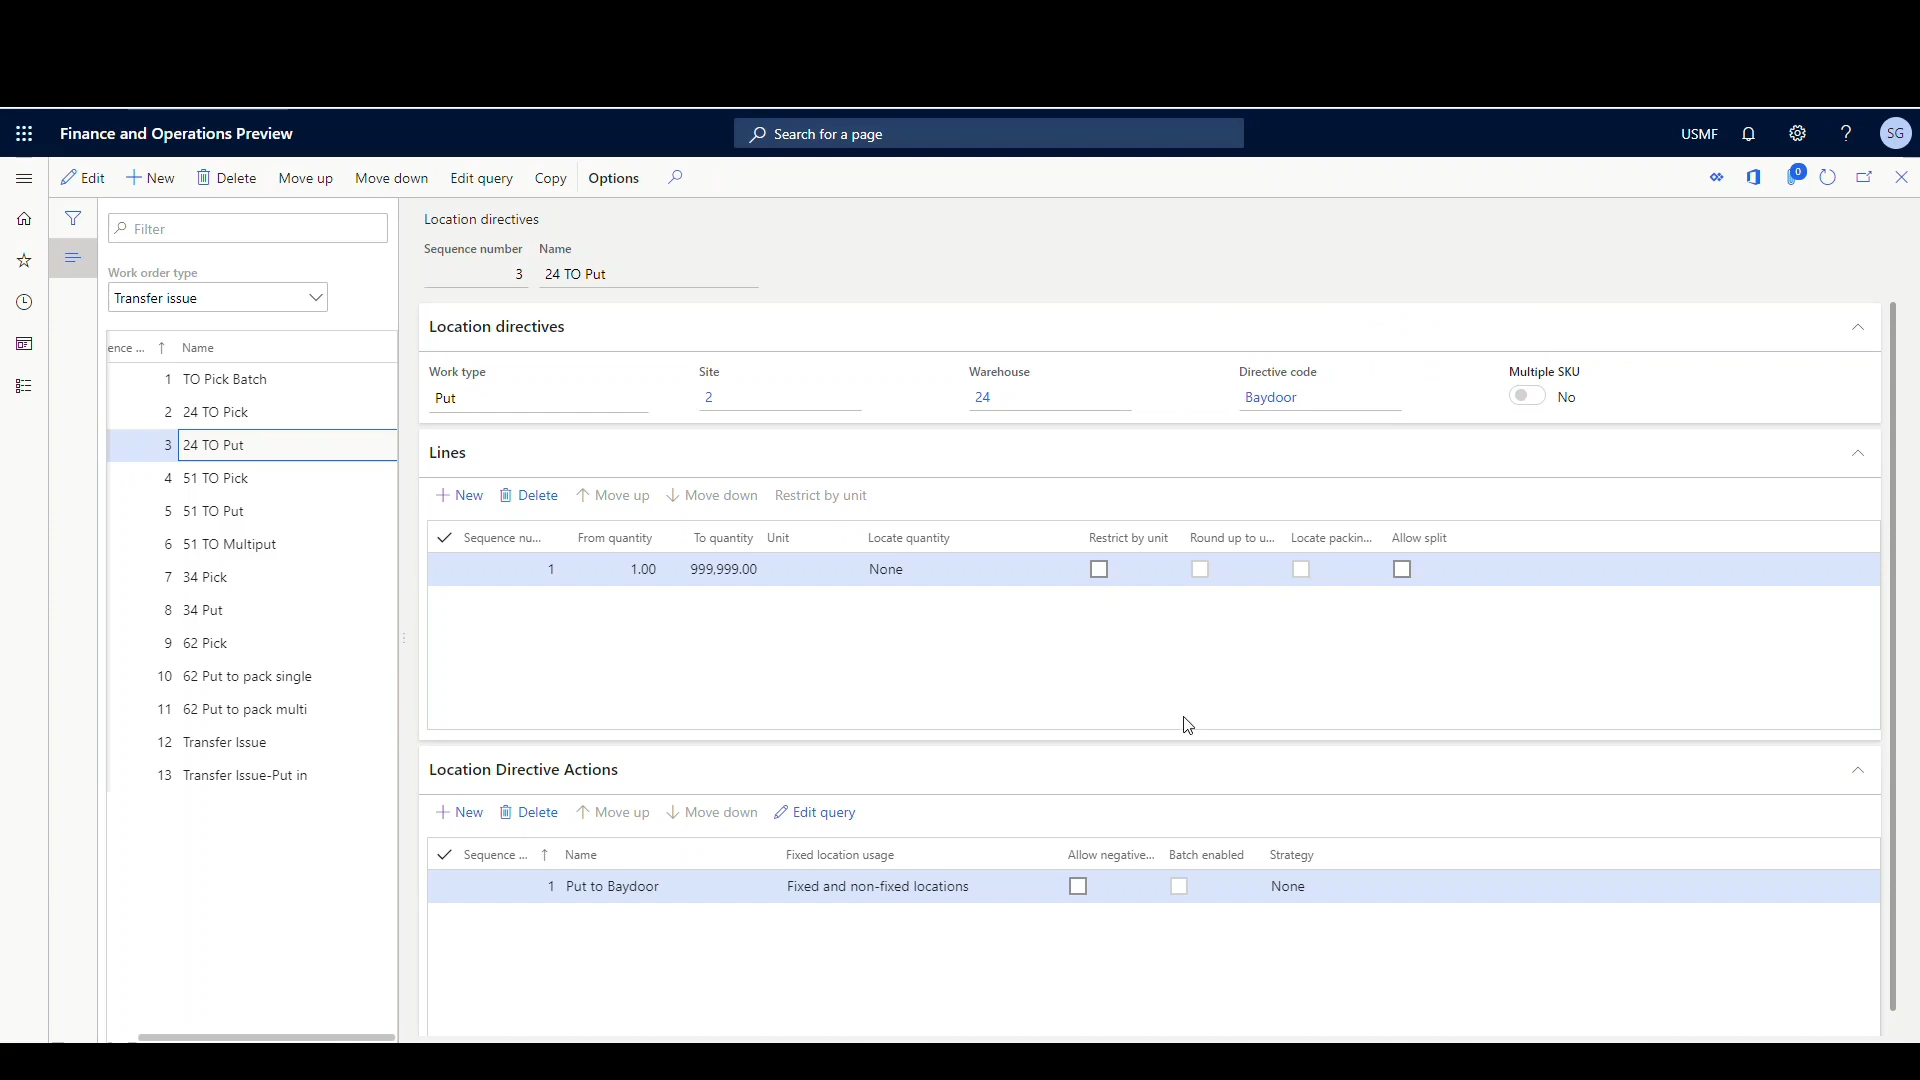 Finance and Operations Preview
Search for a page
USMF
?
SG
Edit
New
Delete
Move up
Move down
Edit query
Copy
Options
0
Filter
Work order type
Transfer issue
ence ... ↑ Name
1 TO Pick Batch
2 24 TO Pick
3 24 TO Put
4 51 TO Pick
5 51 TO Put
6 51 TO Multiput
7 34 Pick
8 34 Put
9 62 Pick
10 62 Put to pack single
11 62 Put to pack multi
12 Transfer Issue
13 Transfer Issue-Put in
Location directives
Sequence number Name
3 24 TO Put
Location directives
Work type Site Warehouse Directive code Multiple SKU
Put 2 24 Baydoor No
Lines
New Delete Move up Move down Restrict by unit
Sequence nu... From quantity To quantity Unit Locate quantity Restrict by unit Round up to u... Locate packin... Allow split
1 1.00 999,999.00 None
Location Directive Actions
New Delete Move up Move down Edit query
Sequence ... ↑ Name Fixed location usage Allow negative... Batch enabled Strategy
1 Put to Baydoor Fixed and non-fixed locations None